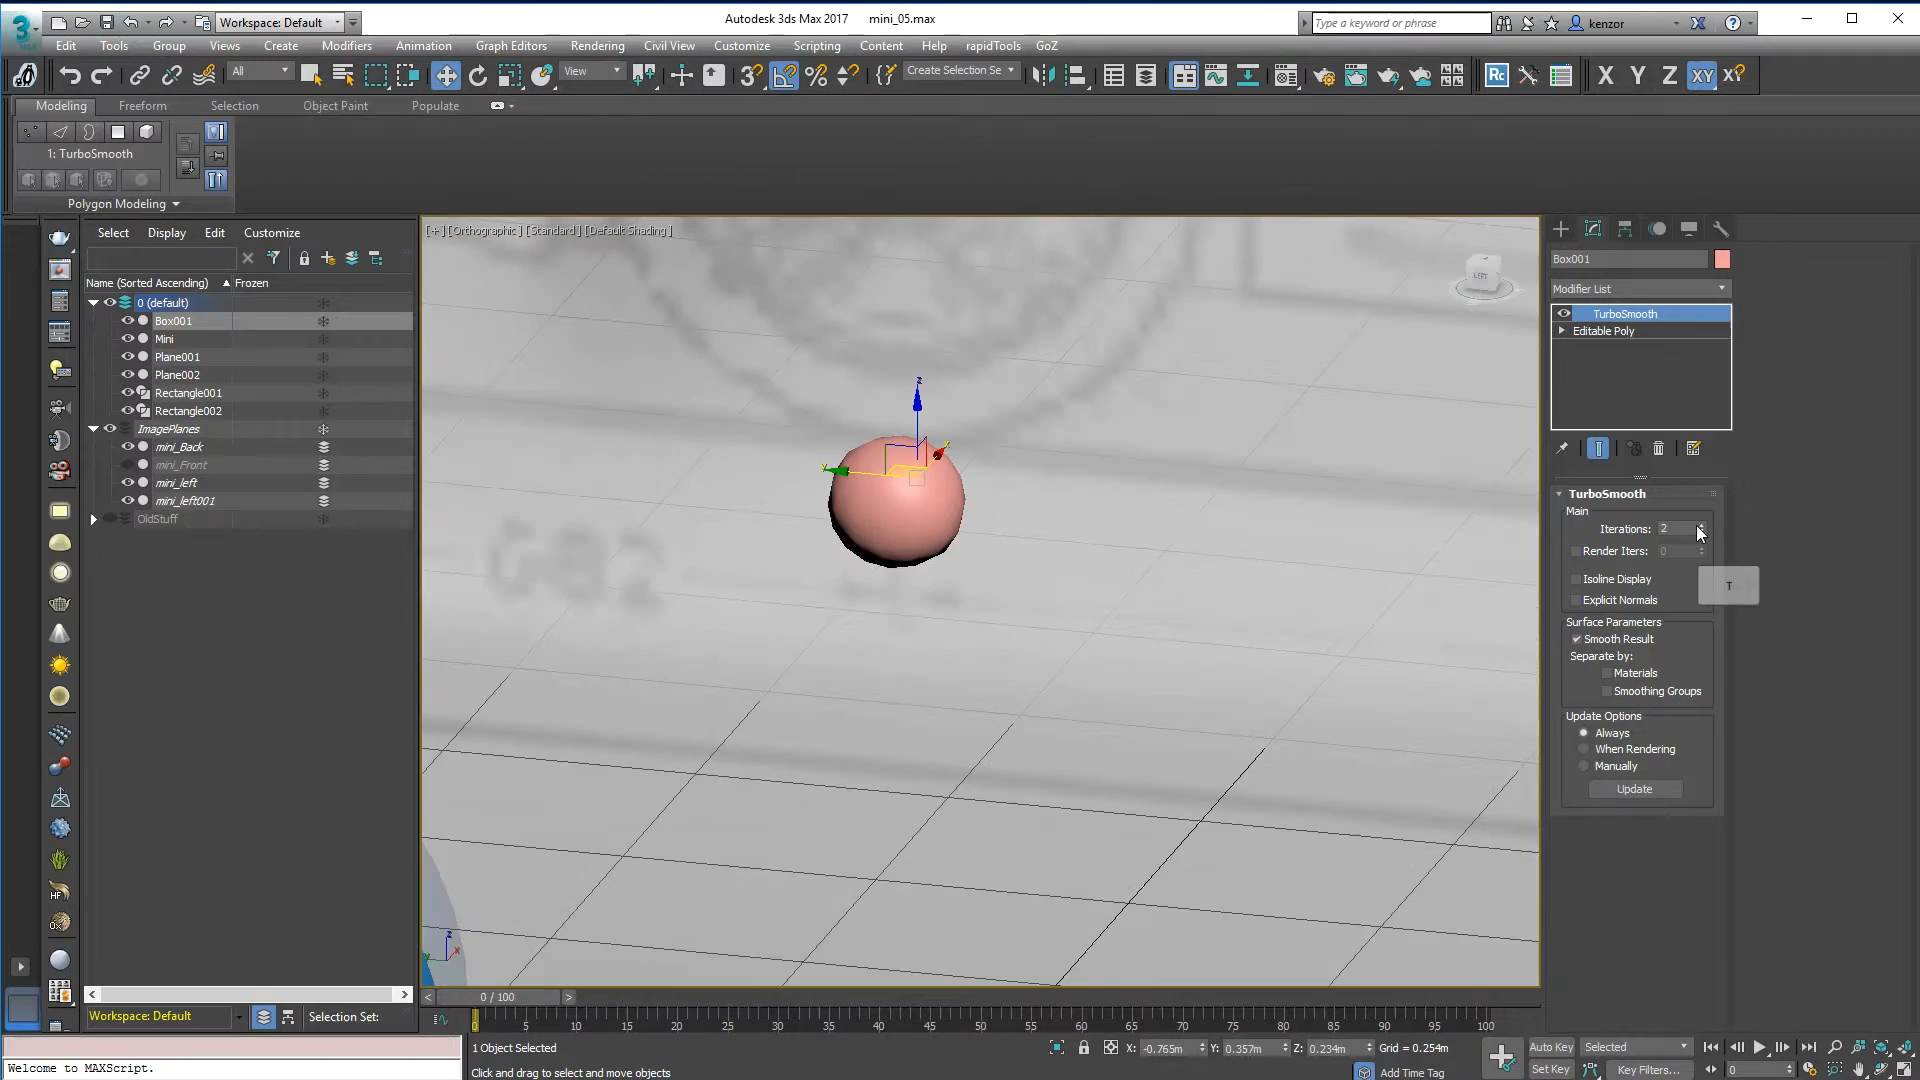 Workspace: Default
Autodesk 3ds Max 2017 mini_05.max
Type a keyword or phrase
kenzor
Edit Tools Group Views Create Modifiers Animation Graph Editors Rendering Civil View Customize Scripting Content Help rapidTools GoZ
All View Create Selection Se Rc X Y Z XY
Modeling Freeform Selection Object Paint Populate
1: TurboSmooth
Polygon Modeling
Select Display Edit Customize
Name (Sorted Ascending) Frozen
0 (default)
Box001
Mini
Plane001
Plane002
Rectangle001
Rectangle002
ImagePlanes
mini_Back
mini_Front
mini_left
mini_left001
OldStuff
[+] [Orthographic] [Standard] [Default Shading]
LEFT
z
y
x
Box001
Modifier List
TurboSmooth
Editable Poly
TurboSmooth
Main
Iterations: 2
Render Iters: 0
Isoline Display
T
Explicit Normals
Surface Parameters
Smooth Result
Separate by:
Materials
Smoothing Groups
Update Options
Always
When Rendering
Manually
Update
0 / 100
Workspace: Default Selection Set:
0 5 10 15 20 25 30 35 40 45 50 55 60 65 70 75 80 85 90 95 100
1 Object Selected X: -0.765m Y: 0.357m Z: 0.234m Grid = 0.254m Auto Key Selected
Welcome to MAXScript. Click and drag to select and move objects Add Time Tag Set Key Key Filters... 0